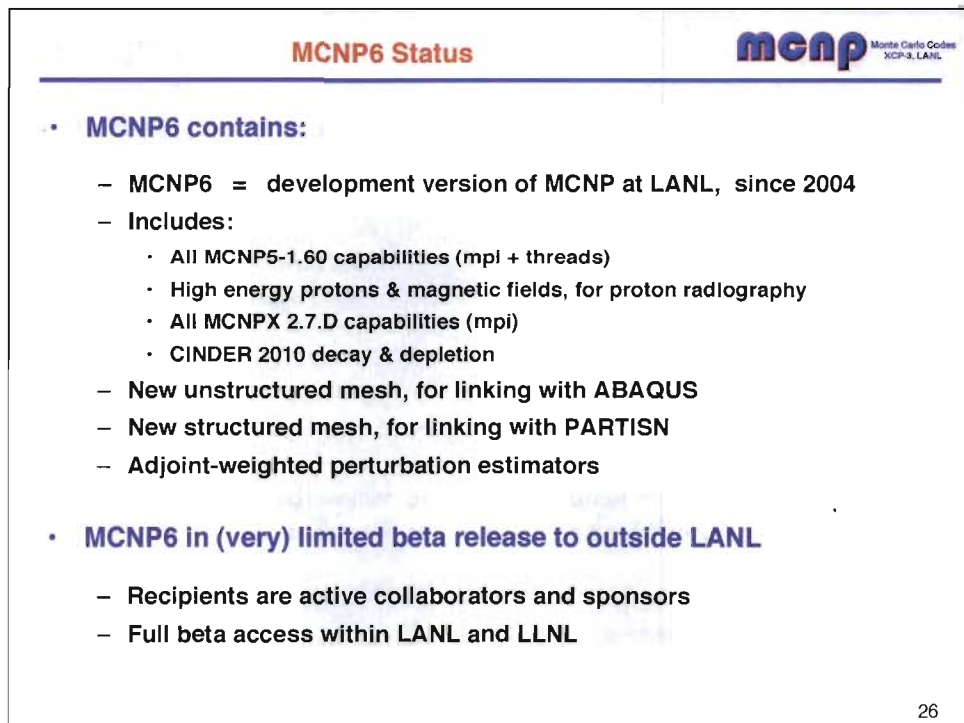 MCNP6 Status
mcnp
Monte Carlo Codes
XCP-3, LANL
· MCNP6 contains:
– MCNP6 = development version of MCNP at LANL, since 2004
– Includes:
· All MCNP5-1.60 capabilities (mpi + threads)
· High energy protons & magnetic fields, for proton radiography
· All MCNPX 2.7.D capabilities (mpi)
· CINDER 2010 decay & depletion
– New unstructured mesh, for linking with ABAQUS
– New structured mesh, for linking with PARTISN
– Adjoint-weighted perturbation estimators
· MCNP6 in (very) limited beta release to outside LANL
– Recipients are active collaborators and sponsors
– Full beta access within LANL and LLNL
26